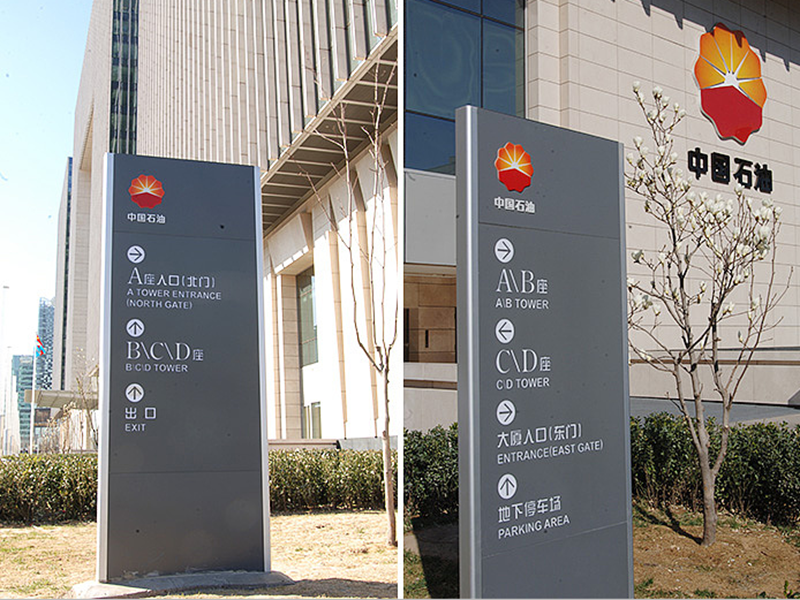 中国石油
A座入口(北门)
A TOWER ENTRANCE
(NORTH GATE)
B\C\D座
B\C\D TOWER
出口
EXIT
中国石油
中国石油
A\B座
A\B TOWER
C\D座
C\D TOWER
大厦入口(东门)
ENTRANCE(EAST GATE)
地下停车场
PARKING AREA